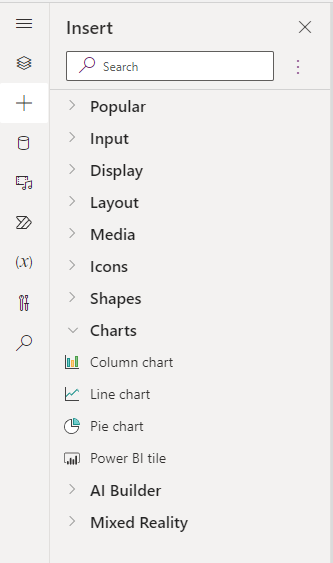 Insert
Search
Popular
Input
Display
Layout
Media
Icons
Shapes
Charts
Column chart
Line chart
Pie chart
Power BI tile
AI Builder
Mixed Reality
(x)